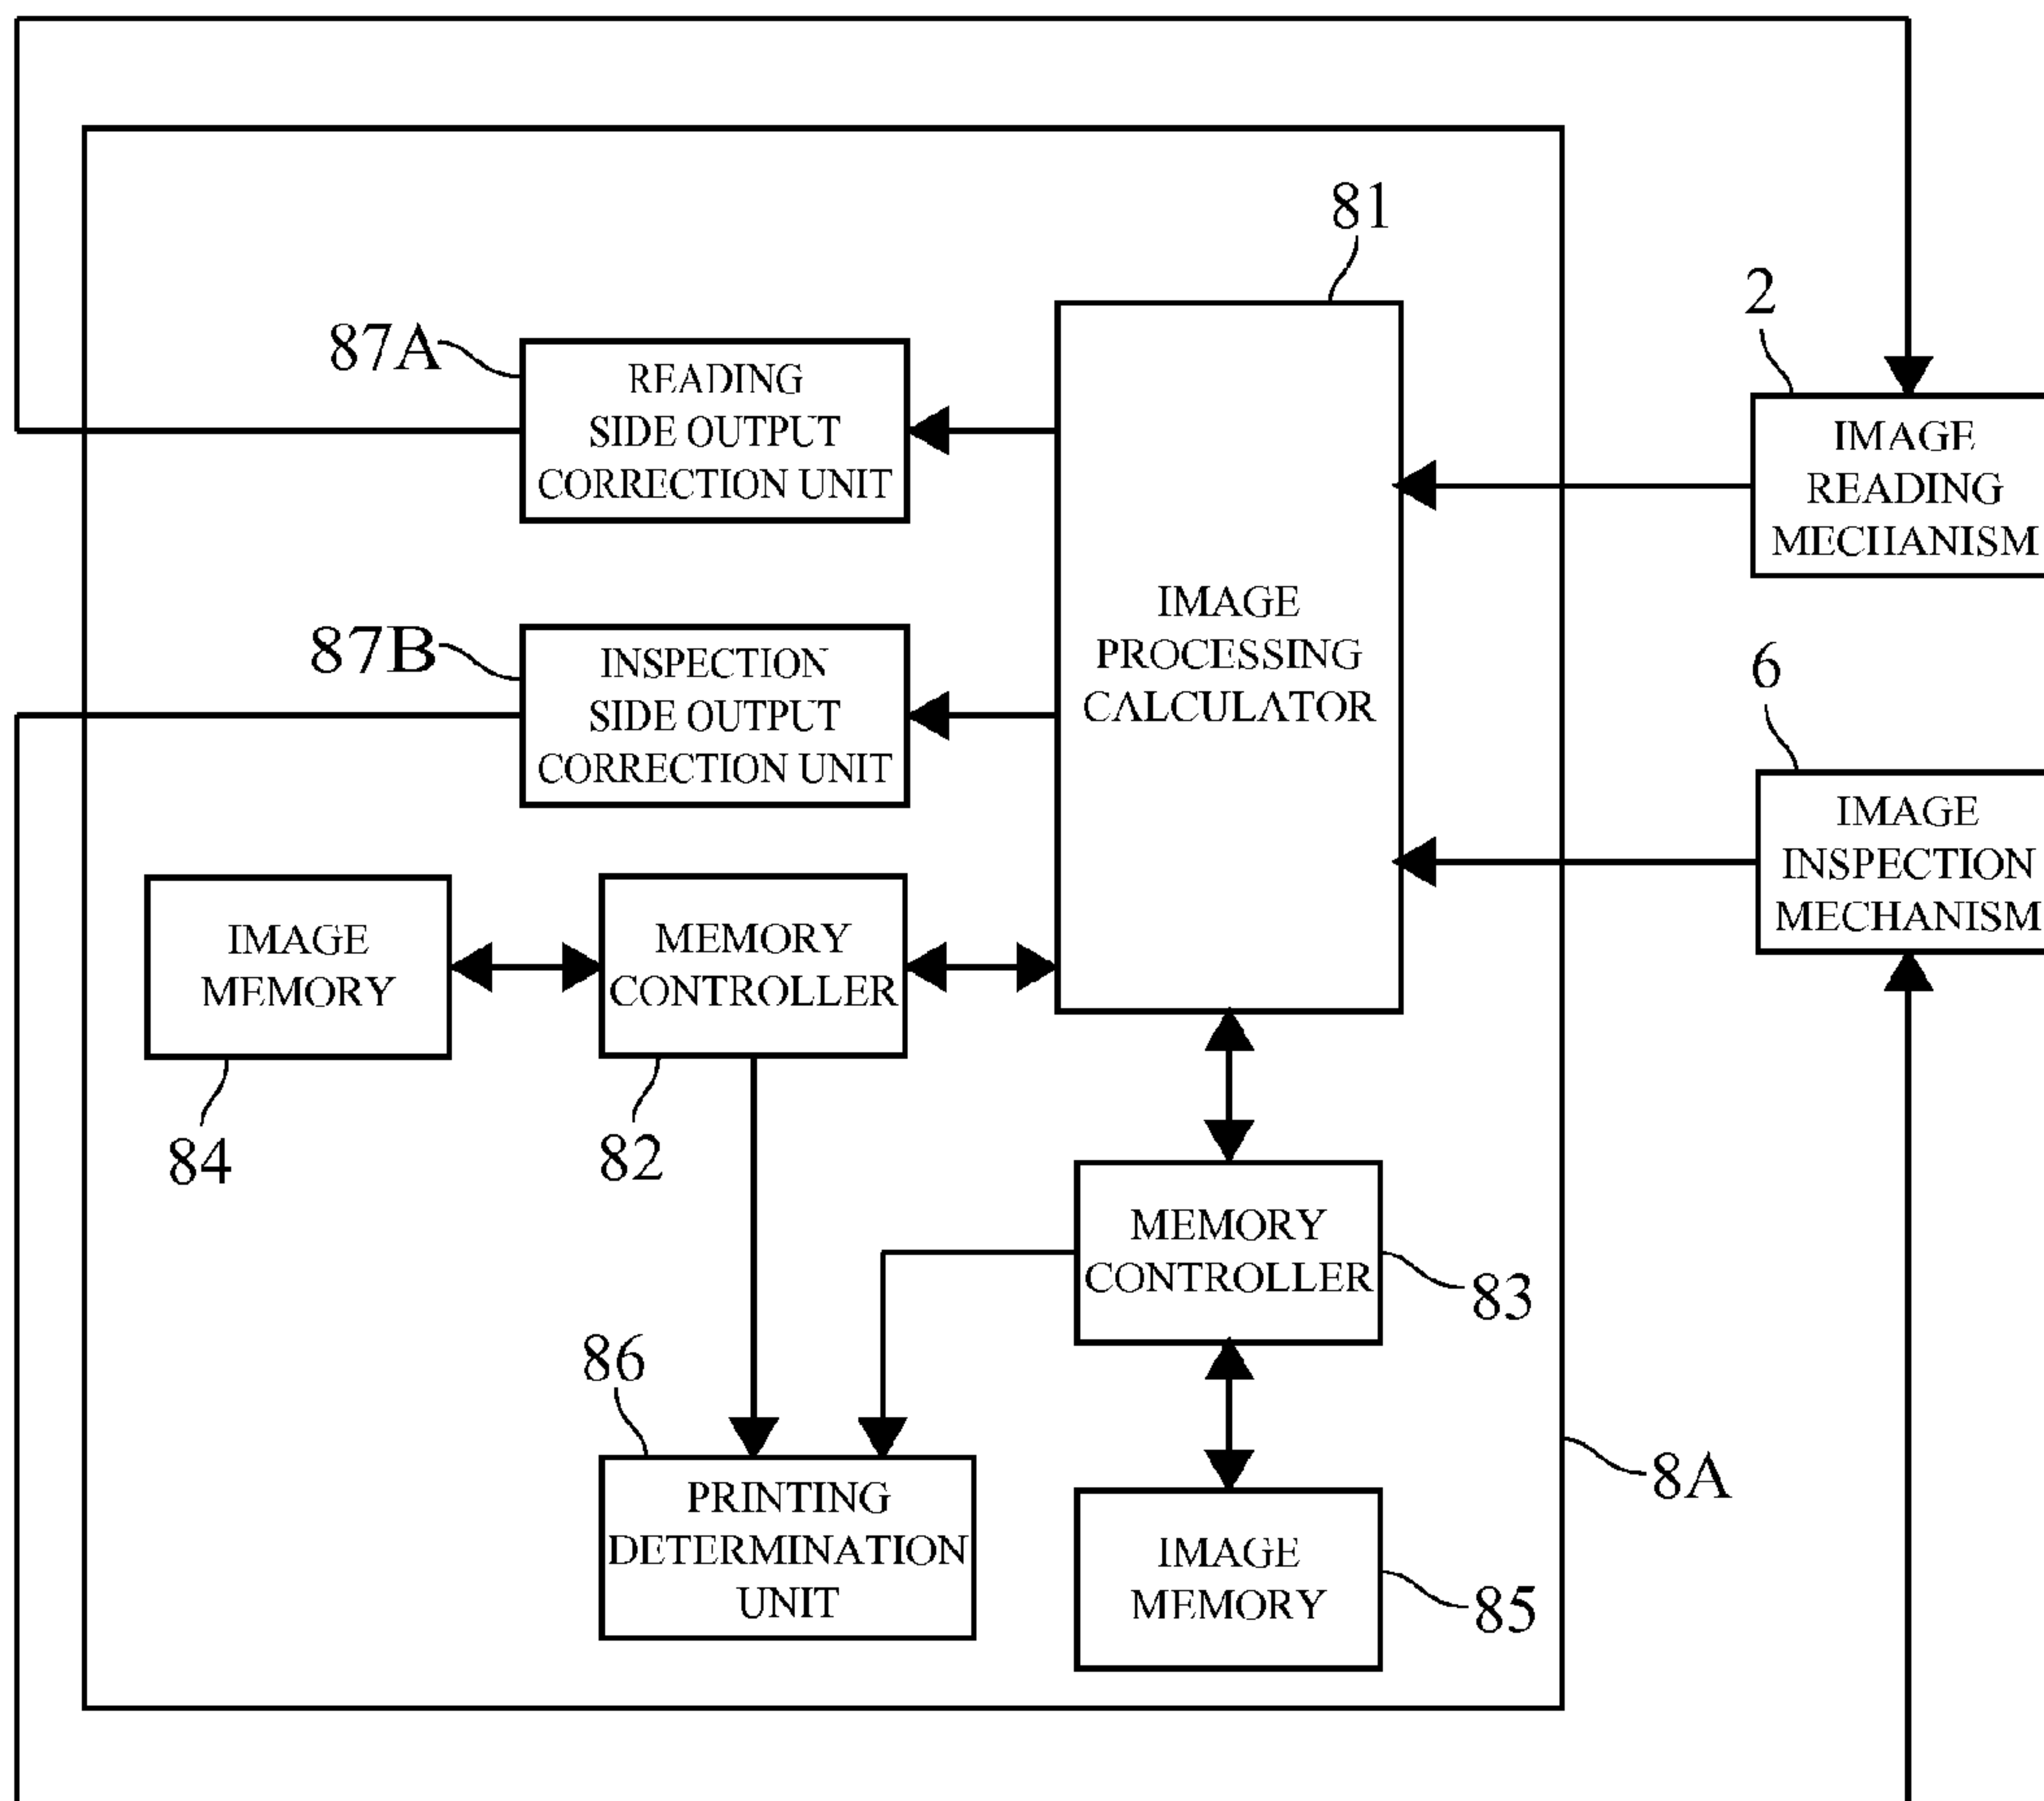 81
2
87A
READING
SIDE OUTPUT
CORRECTION UNIT
IMAGE
READING
MECHANISM
IMAGE
PROCESSING
CALCULATOR
87B
INSPECTION
SIDE OUTPUT
CORRECTION UNIT
6
IMAGE
INSPECTION
MECHANISM
IMAGE
MEMORY
MEMORY
CONTROLLER
84
82
MEMORY
CONTROLLER
83
86
PRINTING
DETERMINATION
UNIT
IMAGE
MEMORY
85
8A